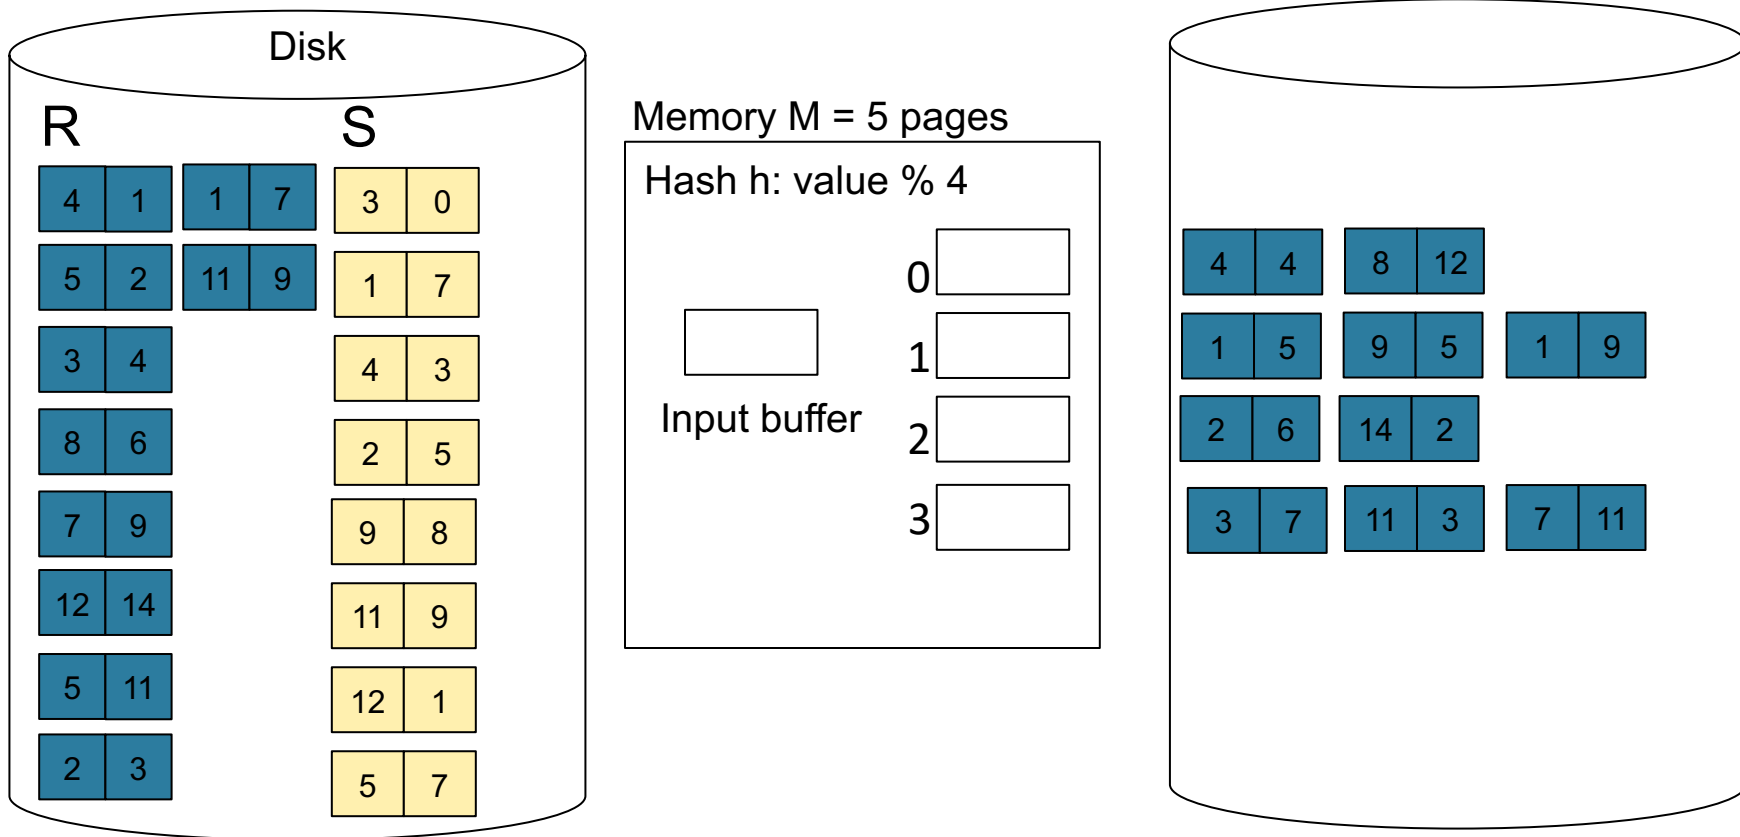 Disk
R S
4 1 1 7 3 0
5 2 11 9 1 7
3 4 4 3
8 6 2 5
7 9 9 8
12 14 11 9
5 11 12 1
2 3 5 7
Memory M = 5 pages
Hash h: value % 4
0
1
Input buffer
2
3
4 4 8 12
1 5 9 5 1 9
2 6 14 2
3 7 11 3 7 11